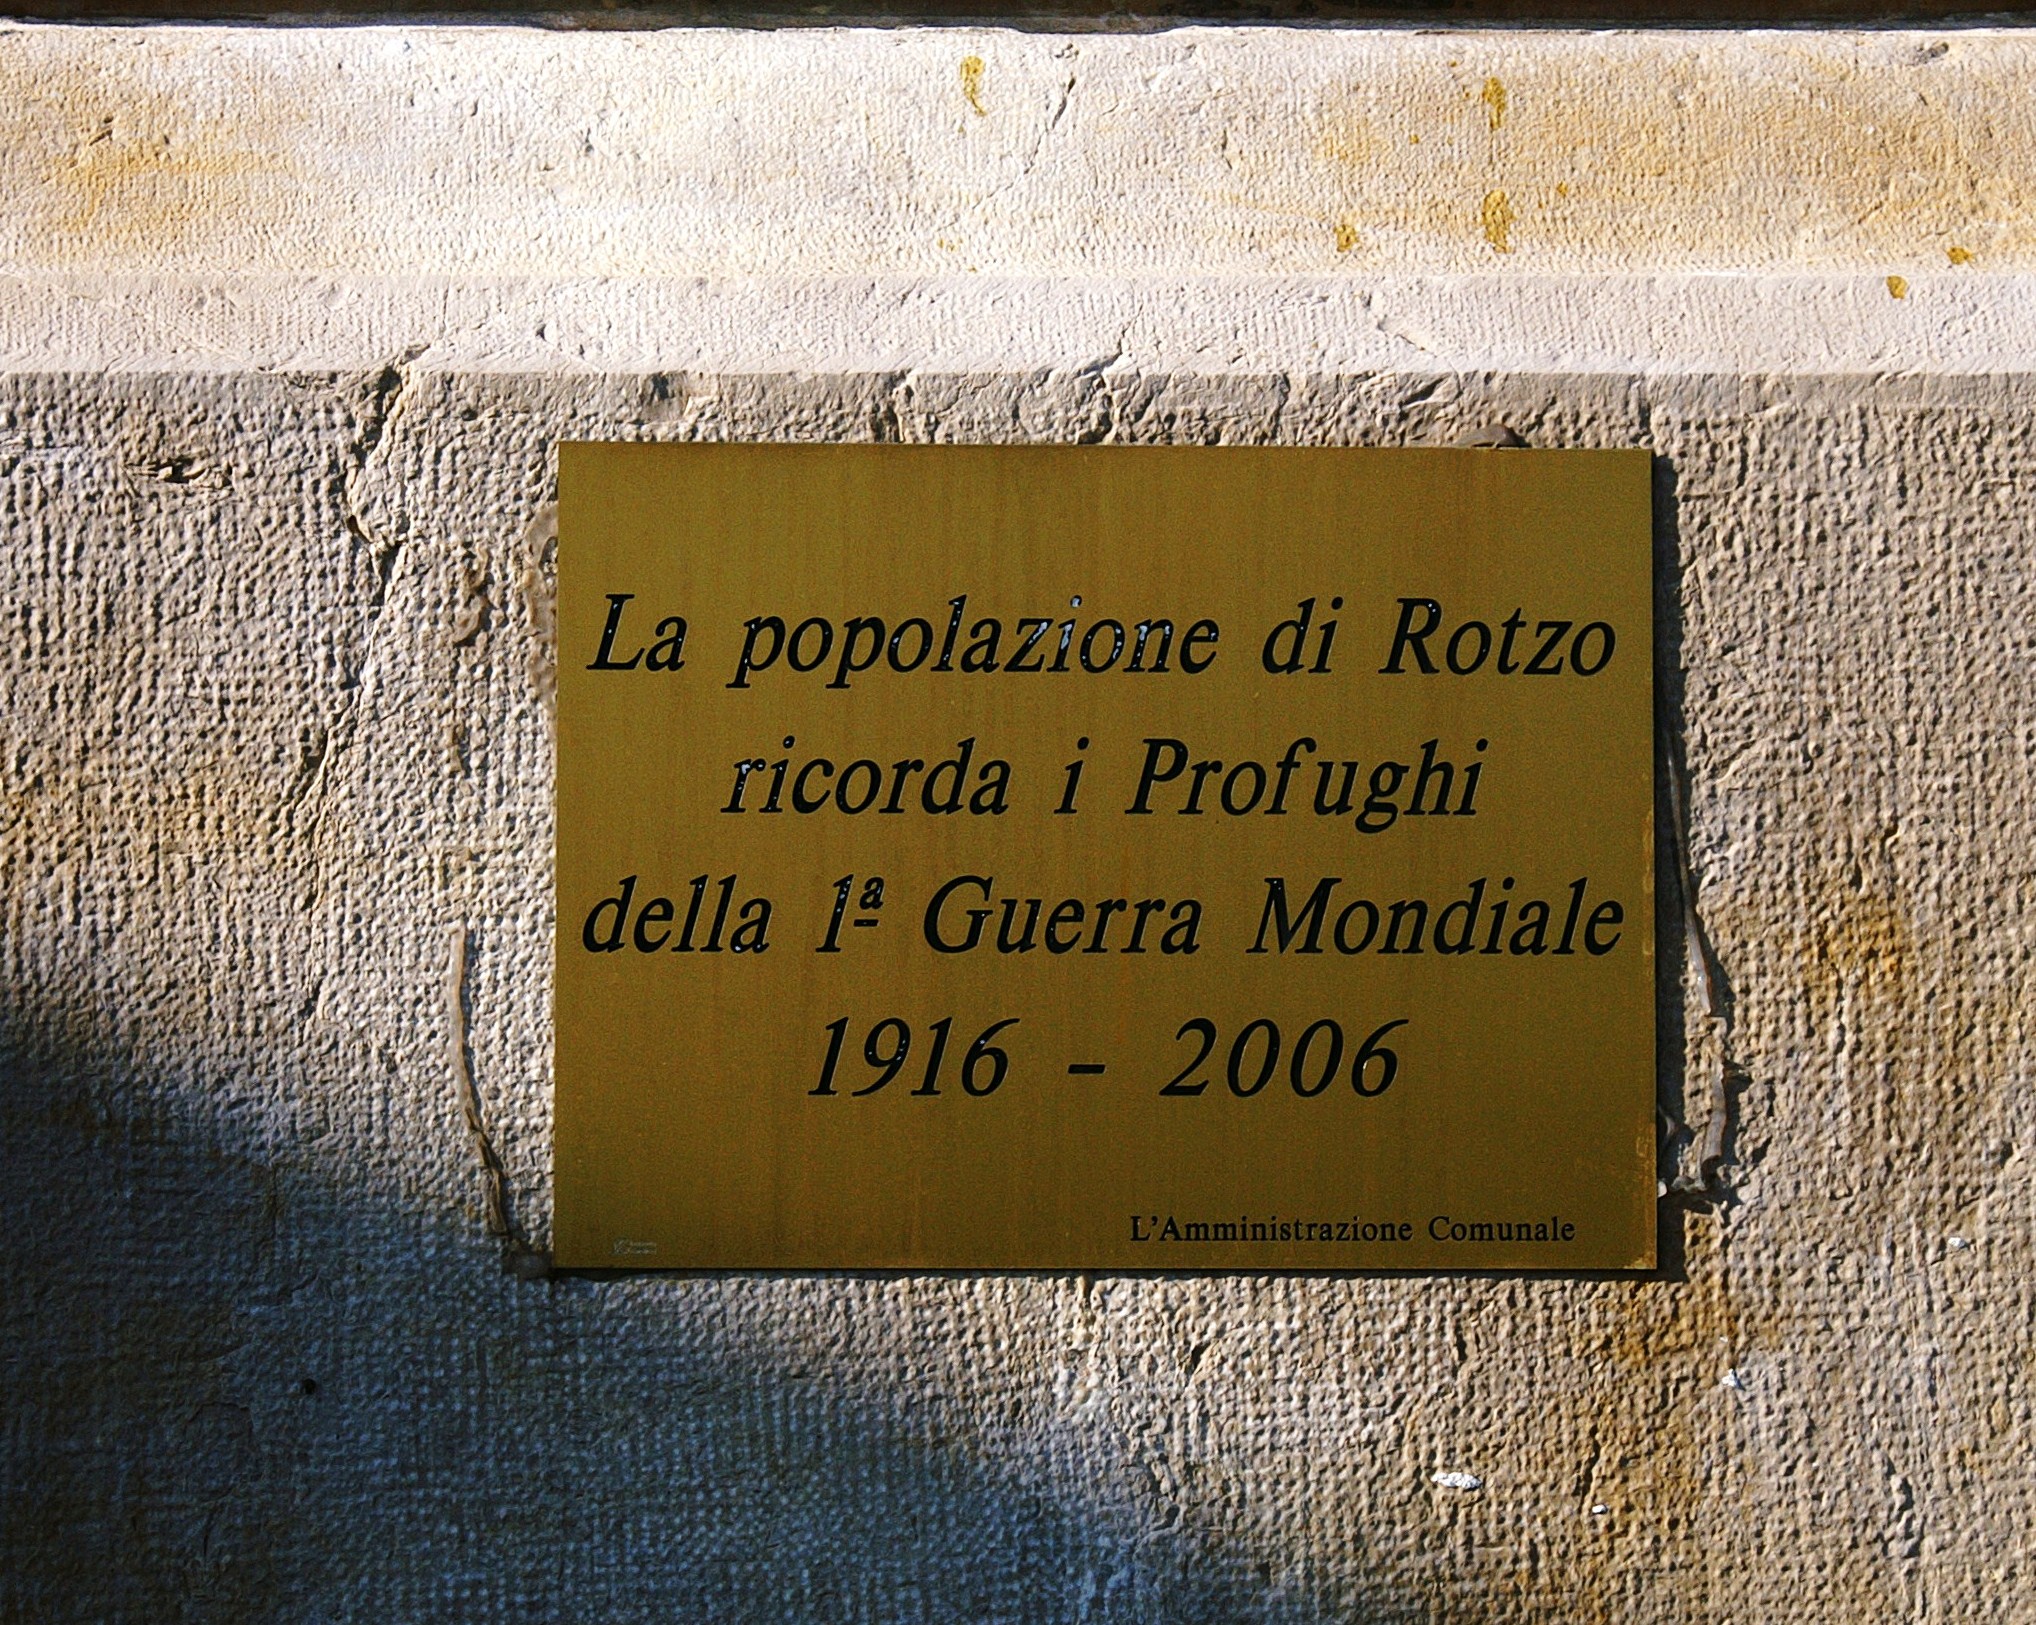 La popolazione di Rotzo
ricorda i Profughi
della 1ª Guerra Mondiale
1916 - 2006
L'Amministrazione Comunale